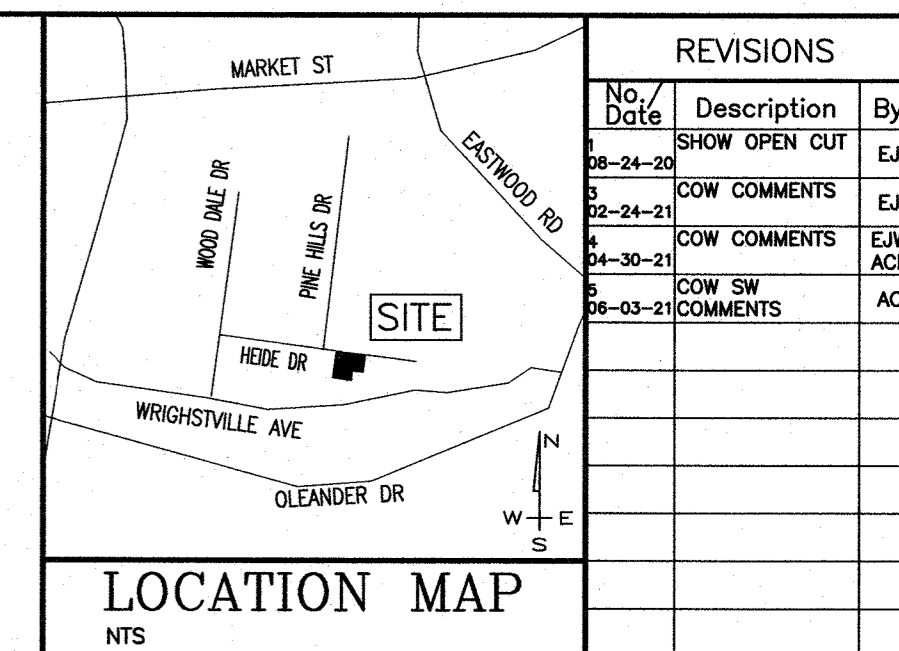 MARKET ST
EASTWOOD RD
WOOD DALE DR
PINE HILLS DR
SITE
HEIDE DR
WRIGHSTVILLE AVE
OLEANDER DR
N
W E
S
LOCATION MAP
NTS
REVISIONS
No./
Date
Description
By
1
08-24-20
SHOW OPEN CUT
EJ
3
02-24-21
COW COMMENTS
EJ
4
04-30-21
COW COMMENTS
5
06-03-21
COW SW
COMMENTS